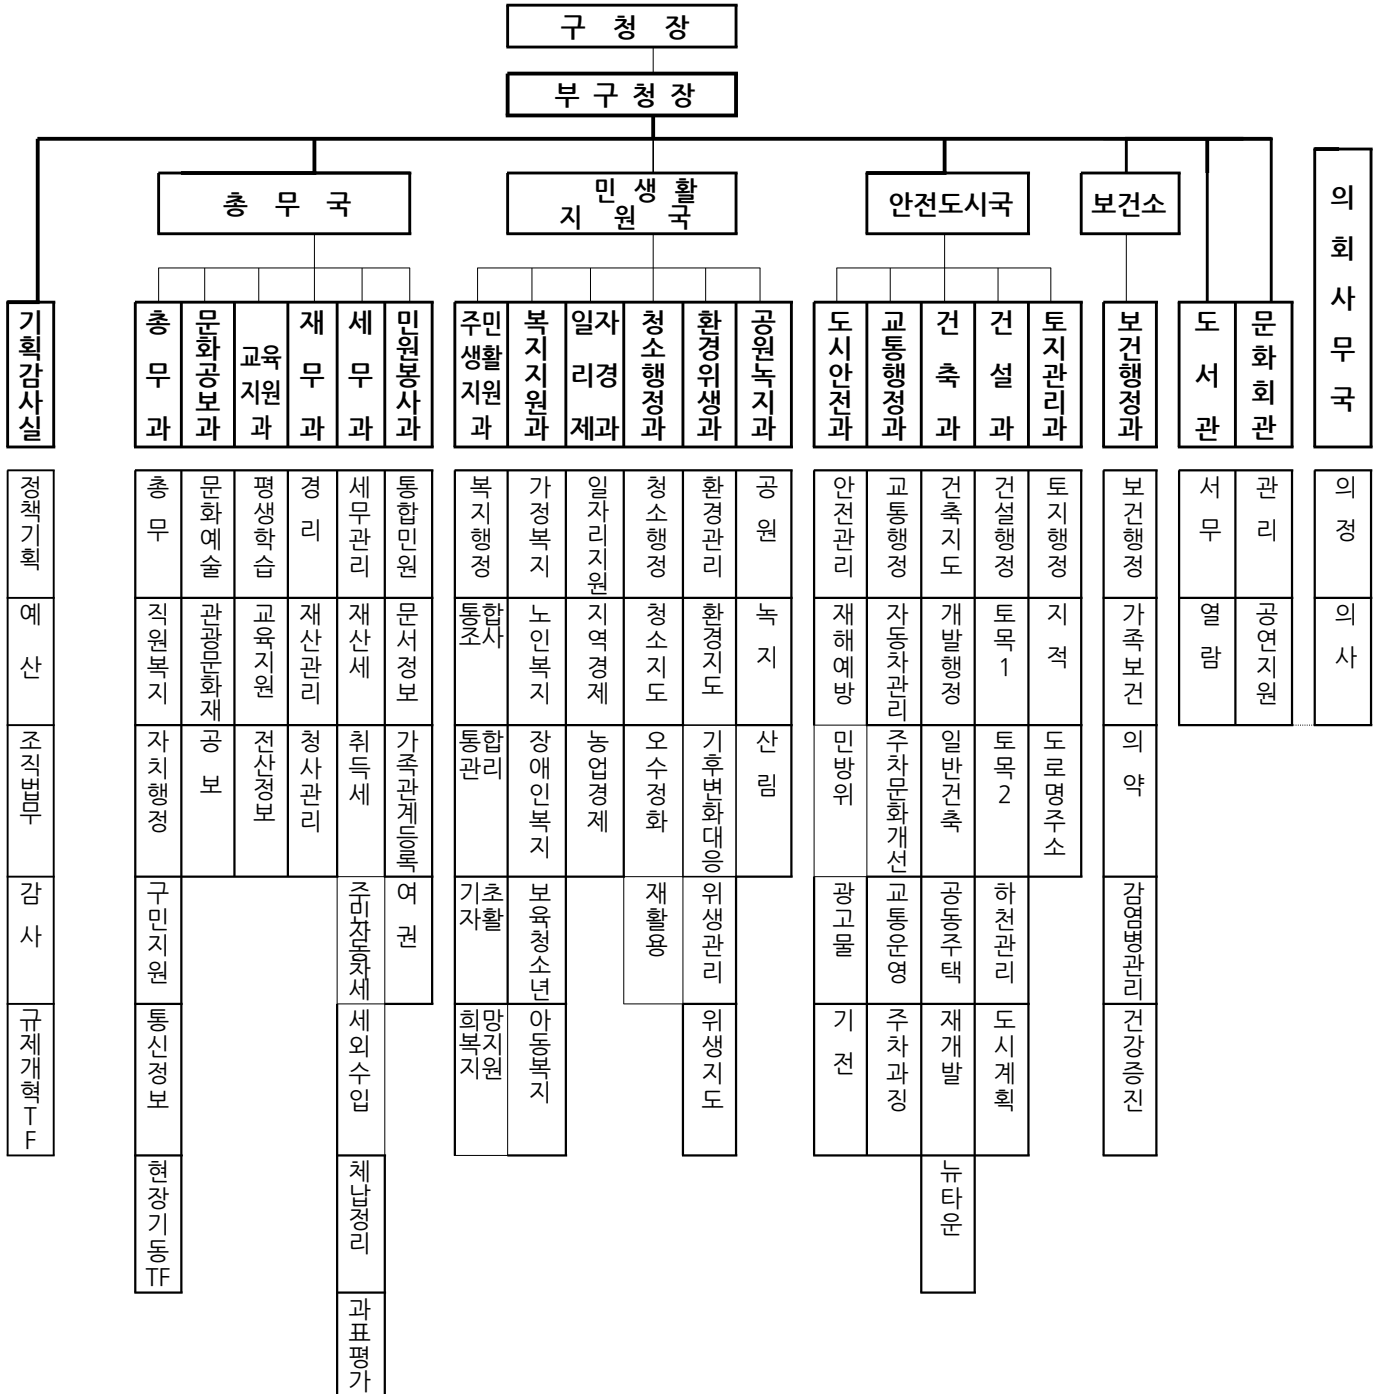 구 청 장
부 구 청 장
총 무 국
민 생 활
지 원 국
안전도시국
보건소
의회사무국
기획감사실
총무과
문화공보과
교육지원과
재무과
세무과
민원봉사과
주민생활지원과
복지지원과
일자리경제과
청소행정과
환경위생과
공원녹지과
도시안전과
교통행정과
건축과
건설과
토지관리과
보건행정과
도서관
문화회관
정책기획
총무
문화예술
평생학습
경리
세무관리
통합민원
복지행정
가정복지
일자리지원
청소행정
환경관리
공원
안전관리
교통행정
건축지도
건설행정
토지행정
보건행정
서무
관리
의정
예산
직원복지
관광문화재
교육지원
재산관리
재산세
문서정보
통합조사
노인복지
지역경제
청소지도
환경지도
녹지
재해예방
자동차관리
개발행정
토목1
지적
가족보건
열람
공연지원
의사
조직법무
자치행정
공보
전산정보
청사관리
취득세
가족관계등록
통합관리
장애인복지
농업경제
오수정화
기후변화대응
산림
민방위
주차문화개선
일반건축
토목2
도로명주소
의약
감사
구민지원
주민자동차세
여권
기초자활
보육청소년
재활용
위생관리
광고물
교통운영
공동주택
하천관리
감염병관리
규제개혁TF
통신정보
세외수입
희망복지지원
아동복지
위생지도
기전
주차과징
재개발
도시계획
건강증진
현장기동TF
체납정리
뉴타운
과표평가